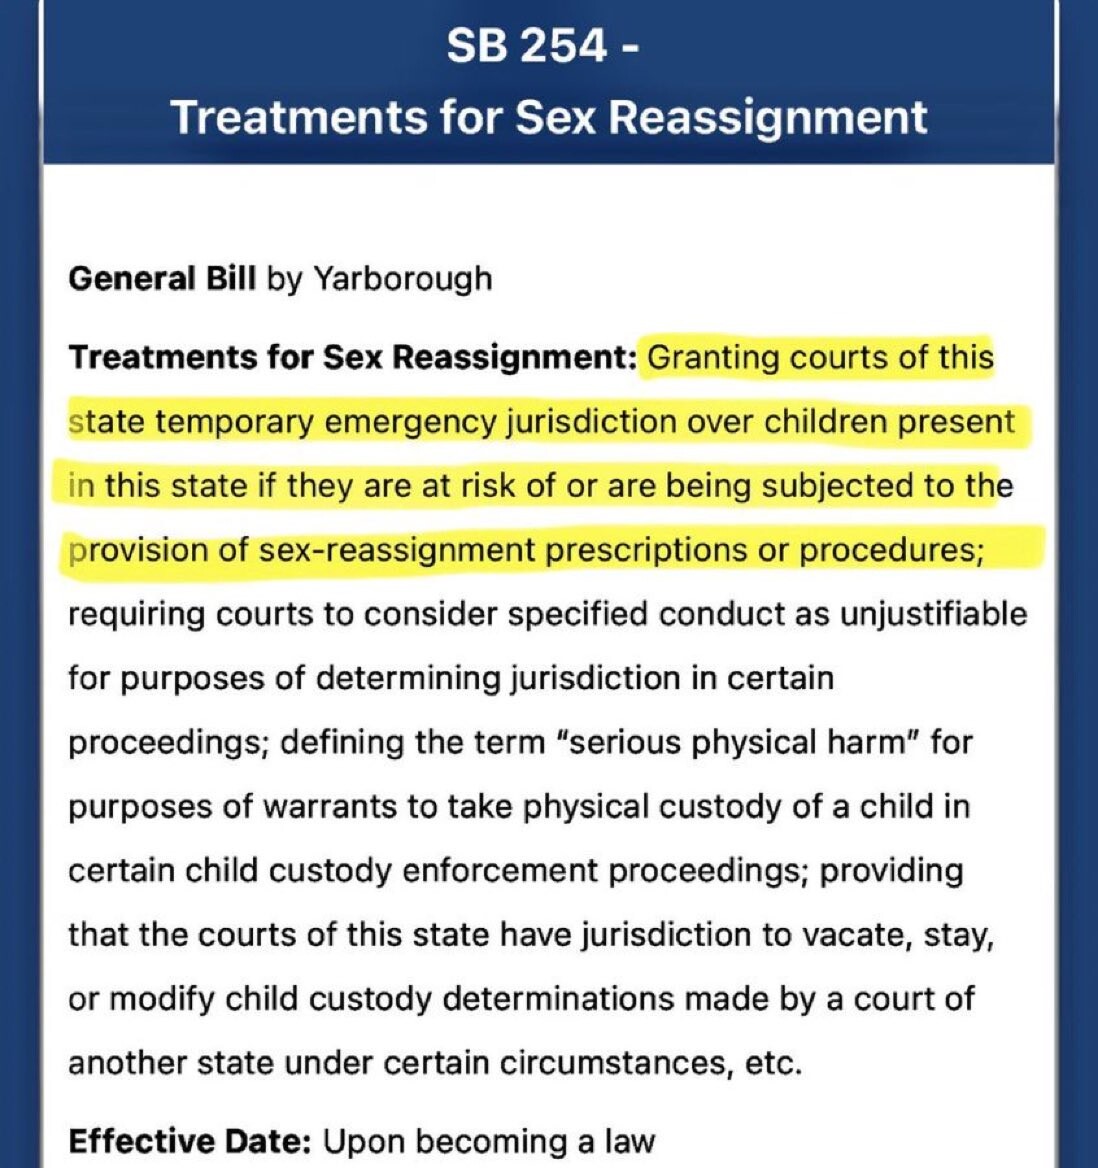 SB 254 -
Treatments for Sex Reassignment
General Bill by Yarborough
Treatments for Sex Reassignment: Granting courts of this
state temporary emergency jurisdiction over children present
in this state if they are at risk of or are being subjected to the
provision of sex-reassignment prescriptions or procedures;
requiring courts to consider specified conduct as unjustifiable
for purposes of determining jurisdiction in certain
proceedings; defining the term “serious physical harm” for
purposes of warrants to take physical custody of a child in
certain child custody enforcement proceedings; providing
that the courts of this state have jurisdiction to vacate, stay,
or modify child custody determinations made by a court of
another state under certain circumstances, etc.
Effective Date: Upon becoming a law